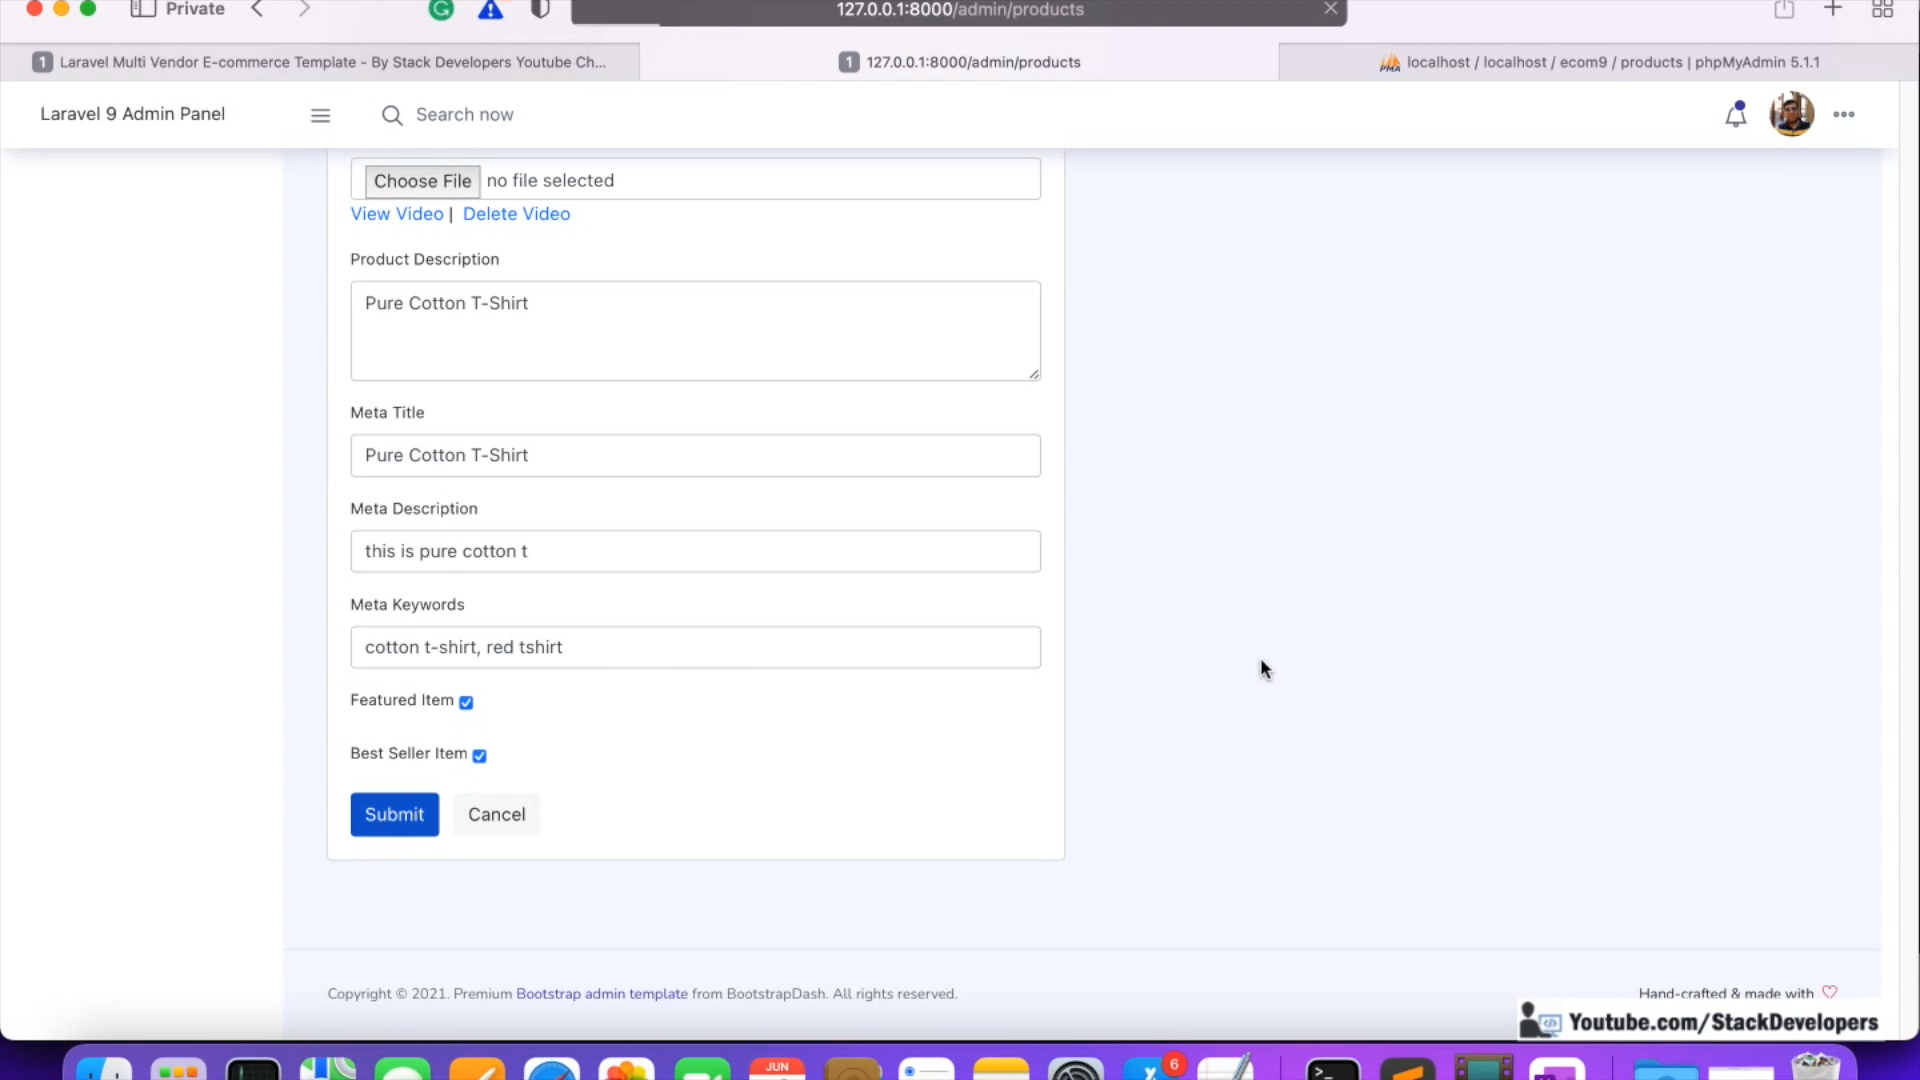 Private
127.0.0.1:8000/admin/products
1 Laravel Multi Vendor E-commerce Template - By Stack Developers Youtube Ch...
1 127.0.0.1:8000/admin/products
PMA localhost / localhost / ecom9 / products | phpMyAdmin 5.1.1
Laravel 9 Admin Panel
Search now
Choose File no file selected
View Video | Delete Video
Product Description
Pure Cotton T-Shirt
Meta Title
Pure Cotton T-Shirt
Meta Description
this is pure cotton t
Meta Keywords
cotton t-shirt, red tshirt
Featured Item
Best Seller Item
Submit Cancel
Copyright © 2021. Premium Bootstrap admin template from BootstrapDash. All rights reserved.
Hand-crafted & made with
Youtube.com/StackDevelopers
JUN
6